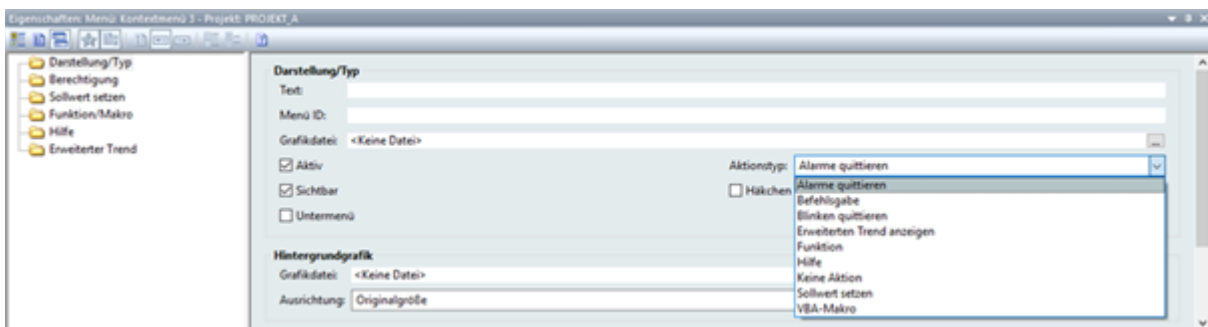 Eigenschaften: Menü: Kontextmenü 3 - Projekt: PROJEKT_A
Darstellung/Typ
Berechtigung
Sollwert setzen
Funktion/Makro
Hilfe
Erweiterter Trend
Darstellung/Typ
Text:
Menü ID:
Grafikdatei: <Keine Datei> ...
Aktiv Aktionstyp: Alarme quittieren
Sichtbar Häkchen
Untermenü
Alarme quittieren
Befehlsgabe
Blinken quittieren
Erweiterten Trend anzeigen
Funktion
Hilfe
Keine Aktion
Sollwert setzen
VBA-Makro
Hintergrundgrafik
Grafikdatei: <Keine Datei>
Ausrichtung: Originalgröße